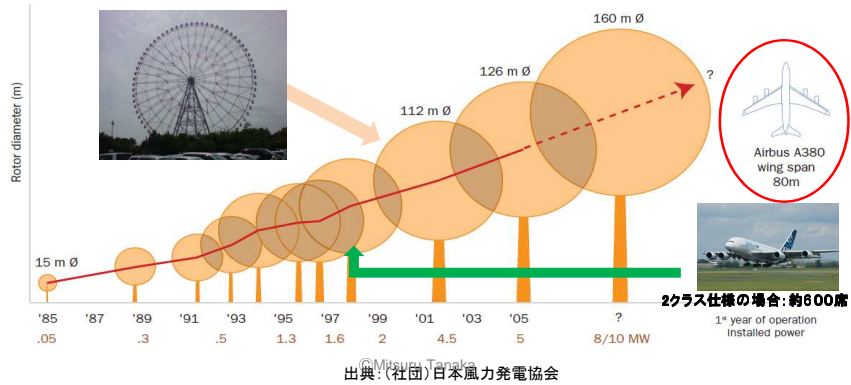 160 m Ø
126 m Ø
?
112 m Ø
Rotor diameter (m)
Airbus A380
wing span
80m
15 m Ø
2クラス仕様の場合:約600席
'85 '87 '89 '91 '93 '95 '97 '99 '01 '03 '05 ?
1st year of operation
.05 .3 .5 1.3 1.6 2 4.5 5 8/10 MW
installed power
©Mitsuru Tanaka
出典:(社団)日本風力発電協会